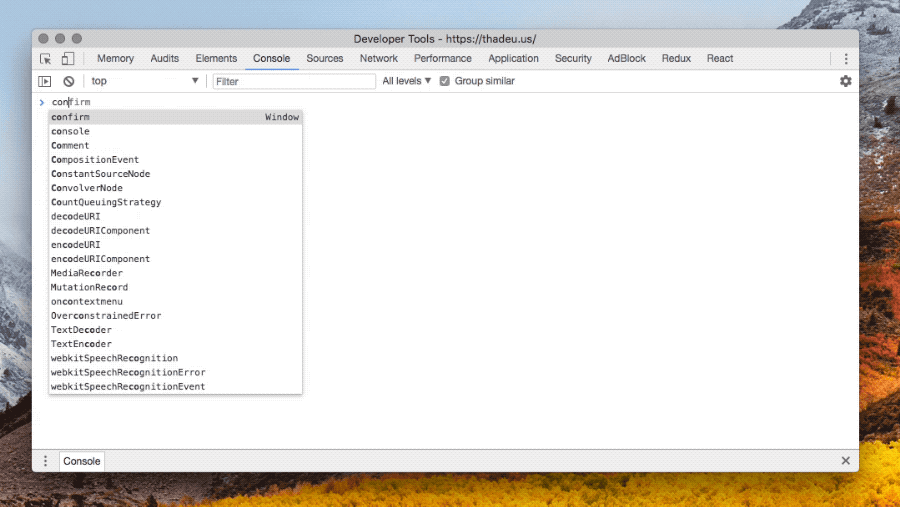 Developer Tools - https://thadeu.us/
Memory Audits Elements Console Sources Network Performance Application Security AdBlock Redux React
top Filter All levels Group similar
confirm
confirm Window
console
Comment
CompositionEvent
ConstantSourceNode
ConvolverNode
CountQueuingStrategy
decodeURI
decodeURIComponent
encodeURI
encodeURIComponent
MediaRecorder
MutationRecord
oncontextmenu
OverconstrainedError
TextDecoder
TextEncoder
webkitSpeechRecognition
webkitSpeechRecognitionError
webkitSpeechRecognitionEvent
Console